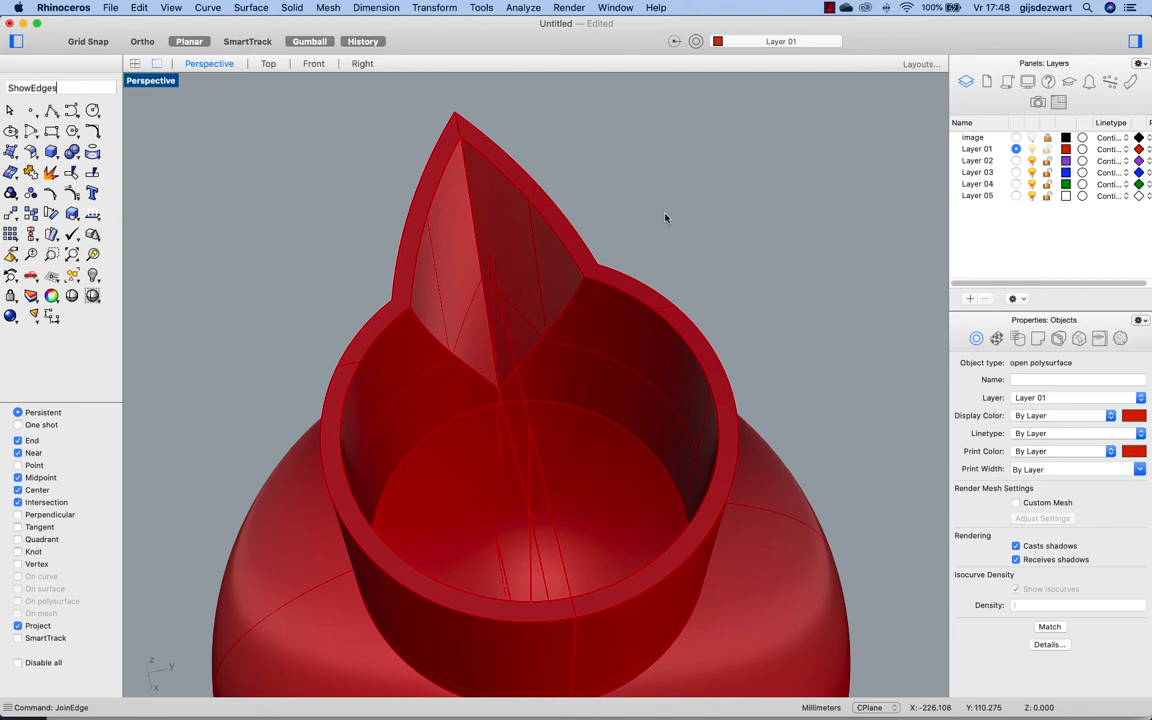 Rhinoceros File Edit View Curve Surface Solid Mesh Dimension Transform Tools Analyze Render Window Help 100% Vr 17:48 gijsdezwart
Untitled — Edited
Grid Snap Ortho Planar SmartTrack Gumball History Layer 01
Perspective Top Front Right Layouts... Panels: Layers
Perspective
ShowEdges
Name Linetype P
image Conti...
Layer 01 Conti...
Layer 02 Conti...
Layer 03 Conti...
Layer 04 Conti...
Layer 05 Conti...
Properties: Objects
Object type: open polysurface
Name:
Layer: Layer 01
Display Color: By Layer
Linetype: By Layer
Print Color: By Layer
Print Width: By Layer
Render Mesh Settings
Custom Mesh
Adjust Settings
Rendering
Casts shadows
Receives shadows
Isocurve Density
Show isocurves
Density: 1
Match
Details...
Persistent
One shot
End
Near
Point
Midpoint
Center
Intersection
Perpendicular
Tangent
Quadrant
Knot
Vertex
On curve
On surface
On polysurface
On mesh
Project
SmartTrack
Disable all
z
y
x
Command: JoinEdge Millimeters CPlane X: -226.108 Y: 110.275 Z: 0.000